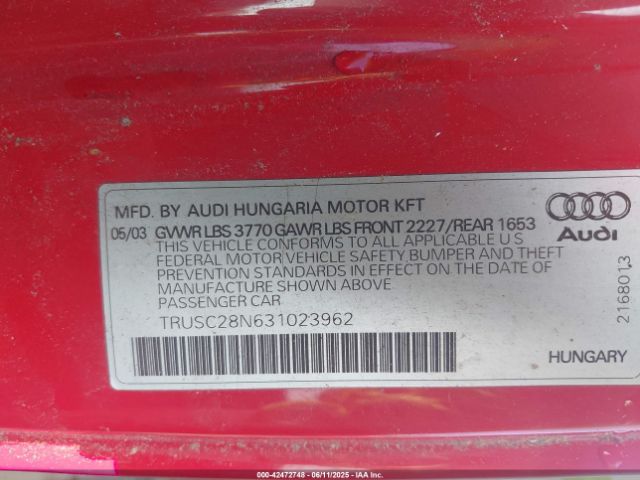 MFD. BY AUDI HUNGARIA MOTOR KFT
05/03 GVWR LBS 3770 GAWR LBS FRONT 2227/REAR 1653
THIS VEHICLE CONFORMS TO ALL APPLICABLE U S
FEDERAL MOTOR VEHICLE SAFETY, BUMPER AND THEFT
PREVENTION STANDARDS IN EFFECT ON THE DATE OF
MANUFACTURE SHOWN ABOVE.
PASSENGER CAR
TRUSC28N631023962
Audi
2168013
HUNGARY
000-42472748 - 06/11/2025 - IAAI.com